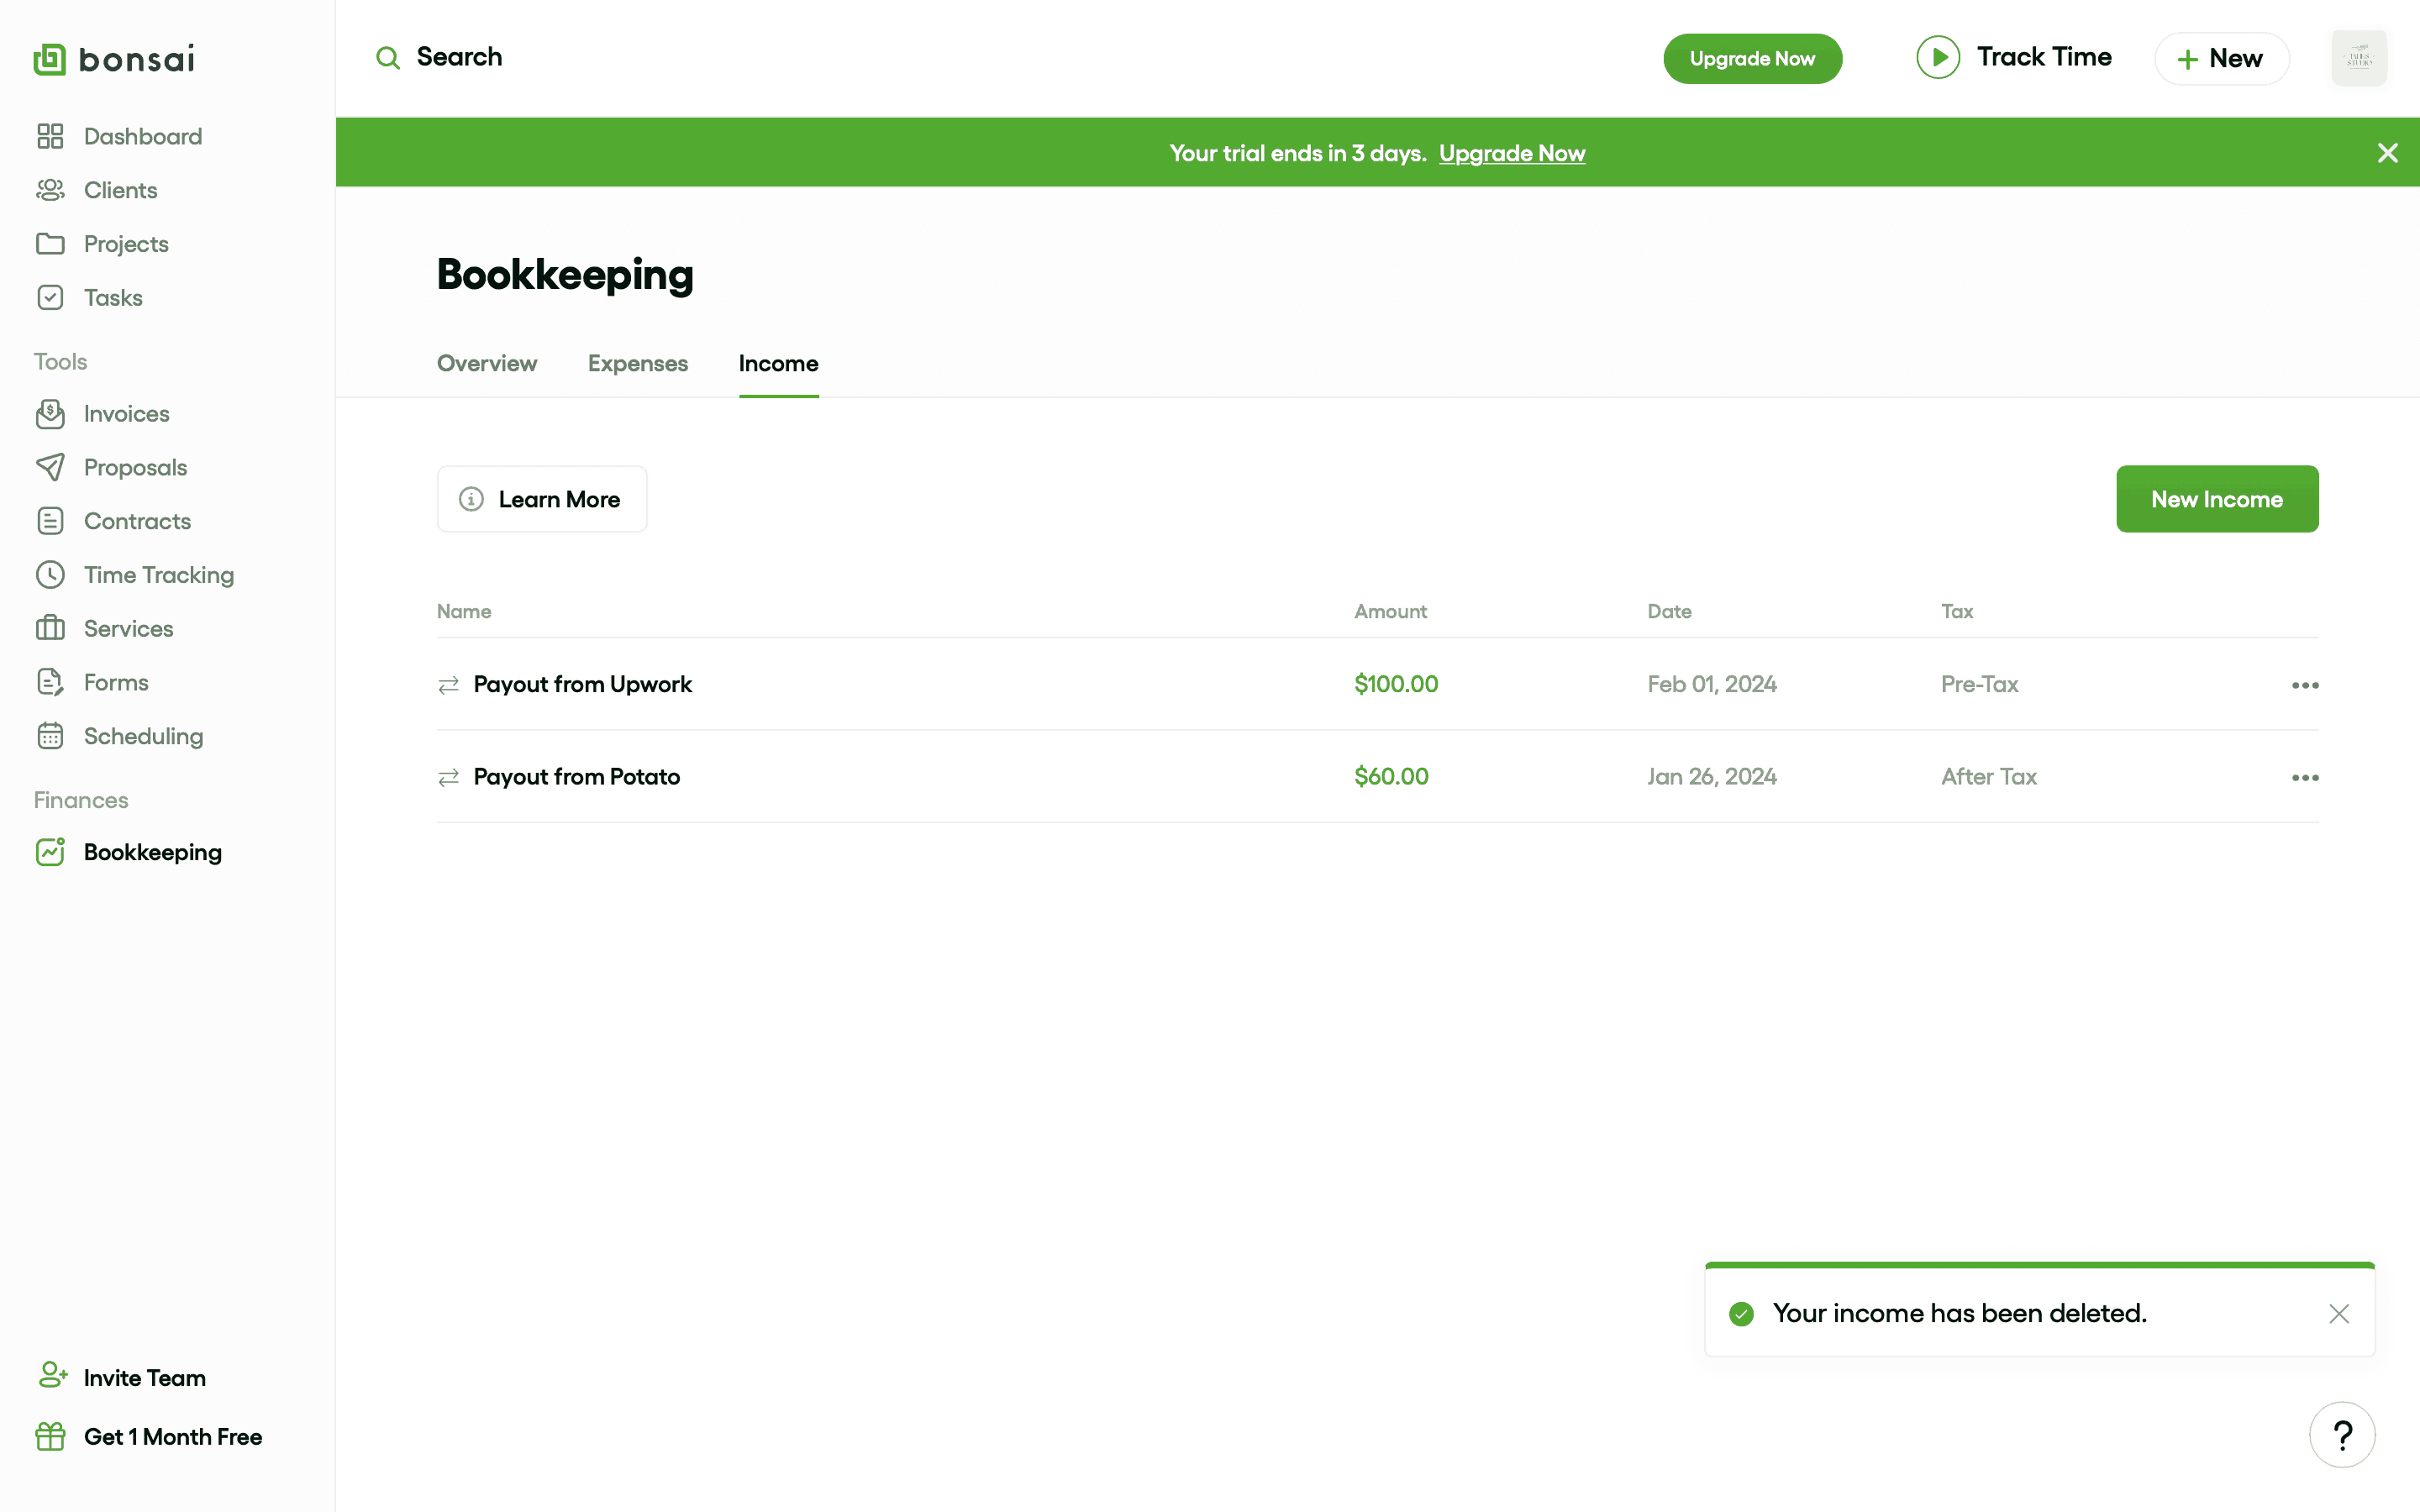 bonsai
Search
Upgrade Now
Track Time
New
Your trial ends in 3 days. Upgrade Now
Dashboard
Clients
Projects
Tasks
Tools
Invoices
Proposals
Contracts
Time Tracking
Services
Forms
Scheduling
Finances
Bookkeeping
Invite Team
Get 1 Month Free
Bookkeeping
Overview Expenses Income
Learn More
New Income
Name Amount Date Tax
Payout from Upwork $100.00 Feb 01, 2024 Pre-Tax
Payout from Potato $60.00 Jan 26, 2024 After Tax
Your income has been deleted.
?